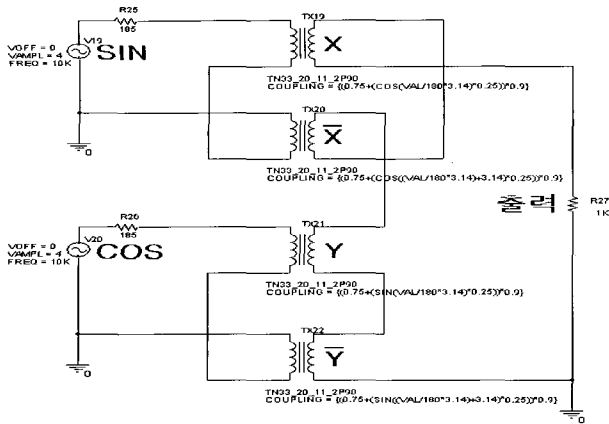 R25
185
TX19
V19
VOFF = 0
VAMPL = 4
FREQ = 10K
SIN
X
TN33_20_11_2P90
COUPLING = {(0.75+(COS(VAL/180*3.14)*0.25))*0.9}
TX20
X
0
TN33_20_11_2P90
COUPLING = {(0.75+(COS((VAL/180*3.14)+3.14)*0.25))*0.9}
출력
R27
1K
R26
185
TX21
V20
VOFF = 0
VAMPL = 4
FREQ = 10K
COS
Y
TN33_20_11_2P90
COUPLING = {(0.75+(SIN(VAL/180*3.14)*0.25))*0.9}
TX22
Y
0
TN33_20_11_2P90
COUPLING = {(0.75+(SIN((VAL/180*3.14)+3.14)*0.25))*0.9}
0